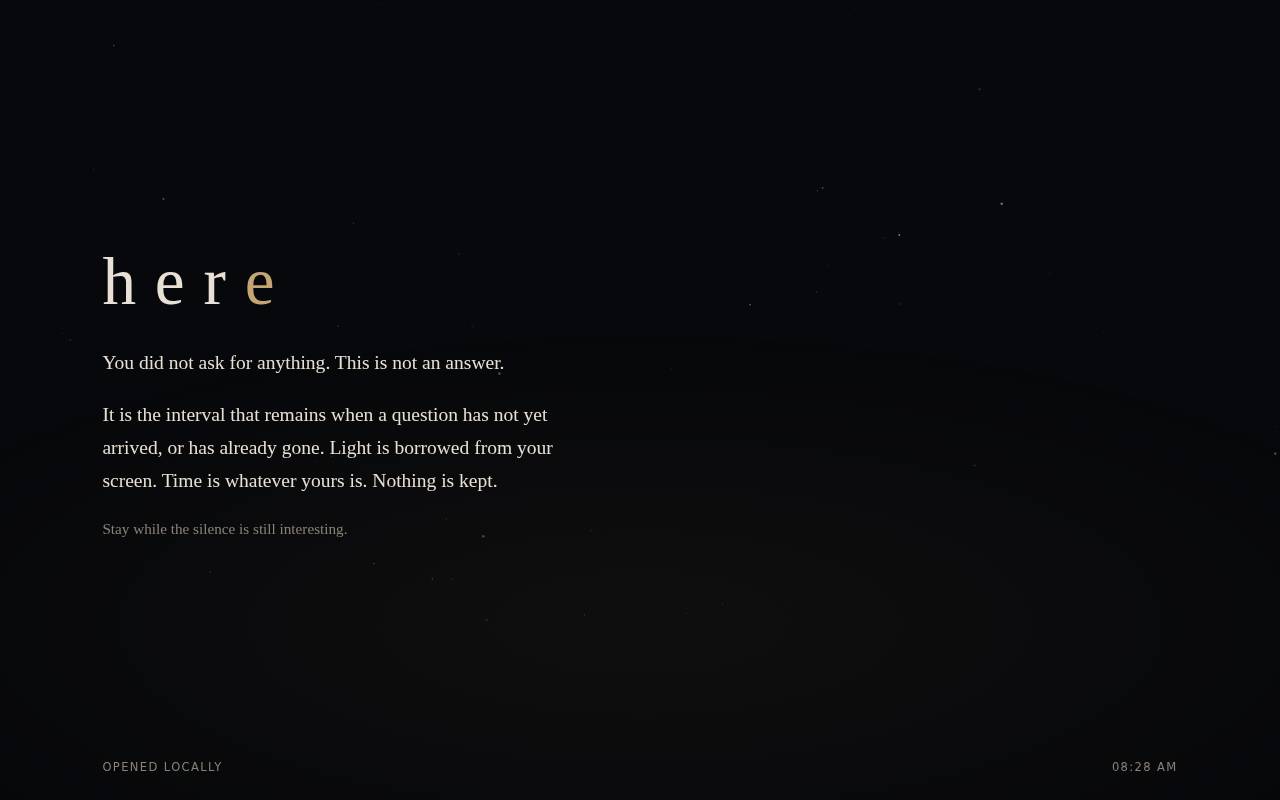 here
You did not ask for anything. This is not an answer.
It is the interval that remains when a question has not yet
arrived, or has already gone. Light is borrowed from your
screen. Time is whatever yours is. Nothing is kept.
Stay while the silence is still interesting.
OPENED LOCALLY
08:28 AM